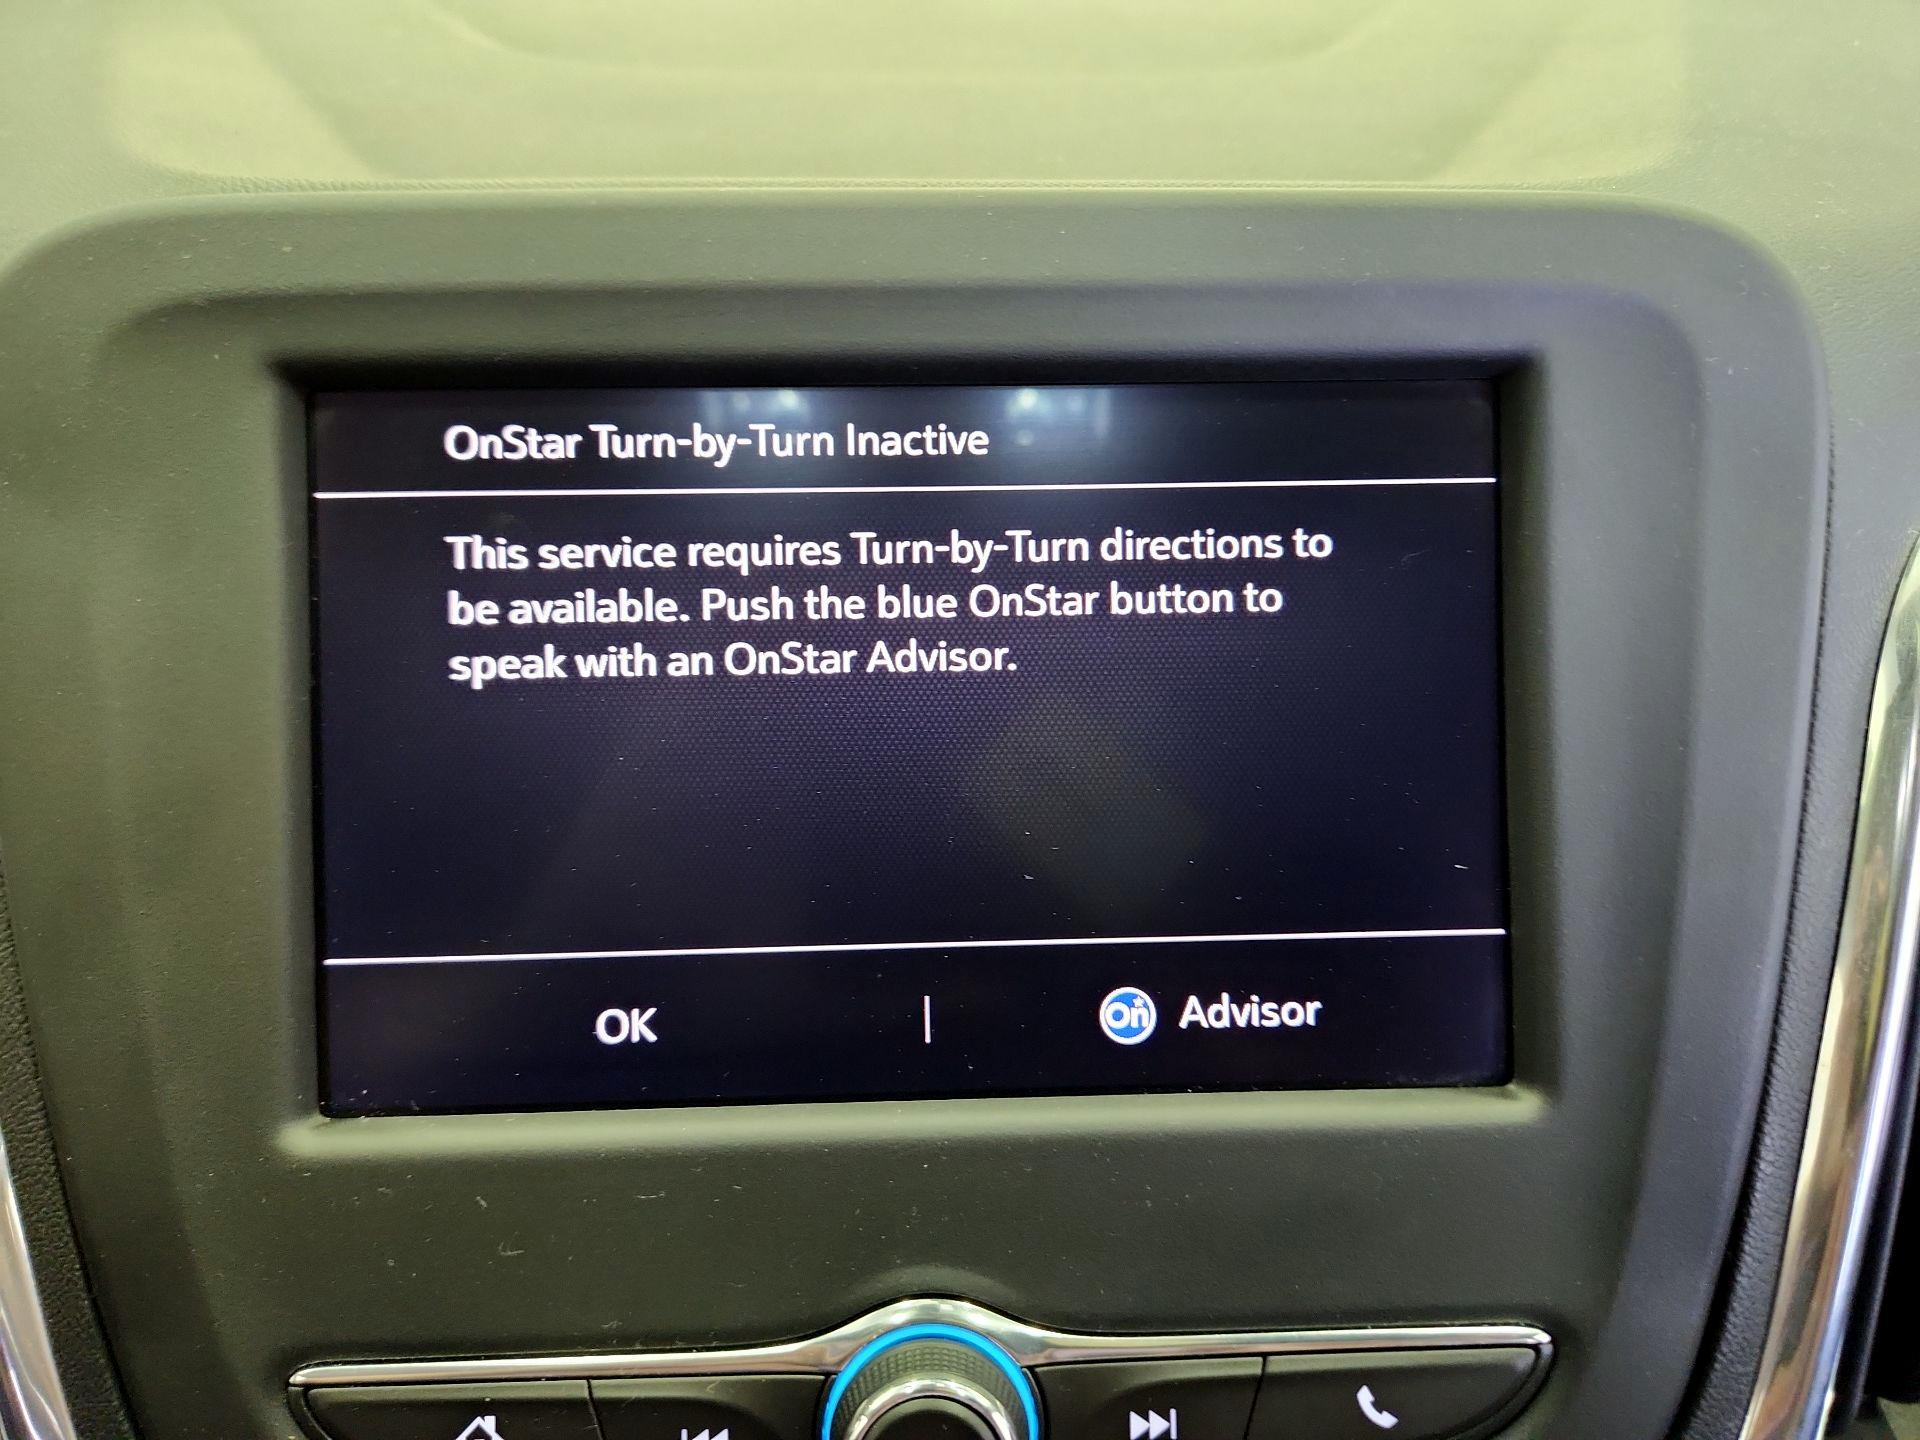 OnStar Turn-by-Turn Inactive
This service requires Turn-by-Turn directions to
be available. Push the blue OnStar button to
speak with an OnStar Advisor.
OK
On Advisor